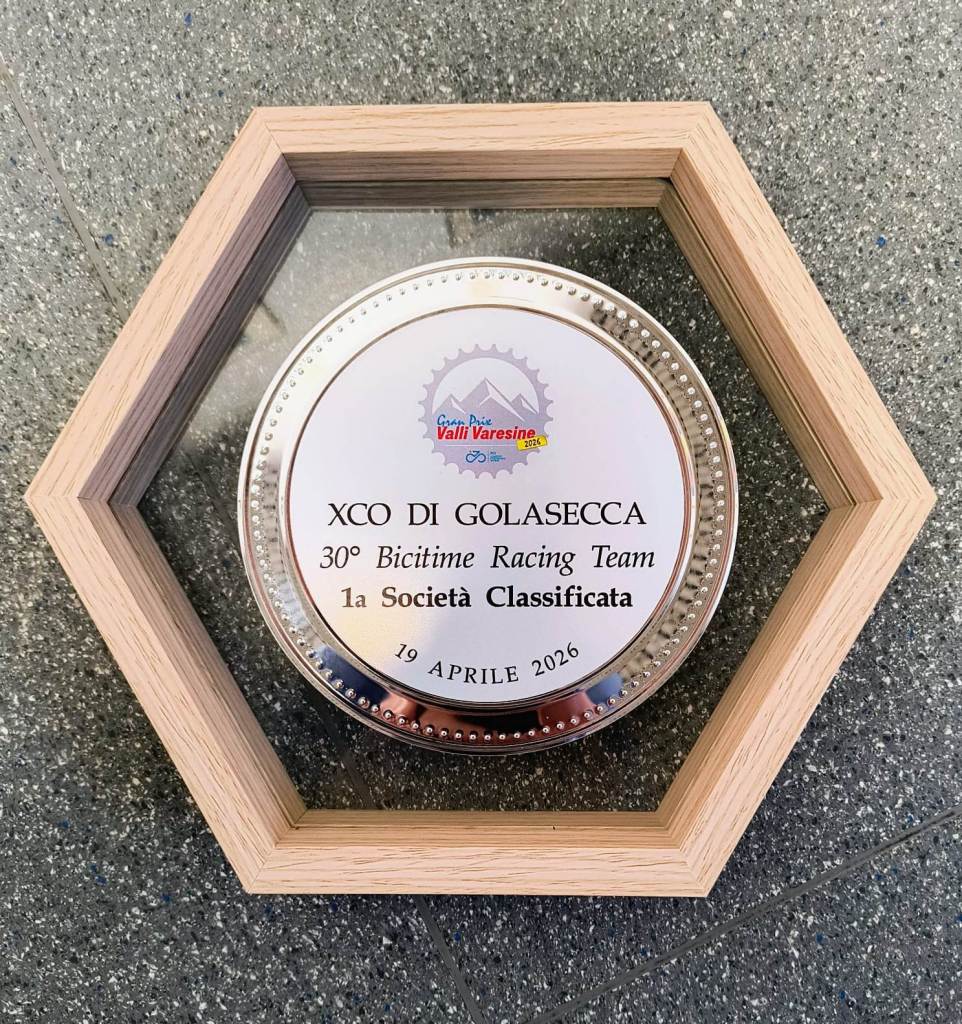 Gran Prix
Valli Varesine
2026
XCO DI GOLASECCA
30° Bicitime Racing Team
1a Società Classificata
19 APRILE 2026